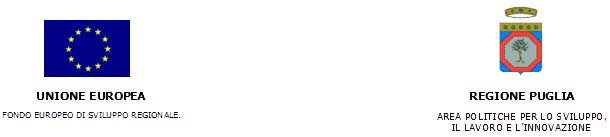 UNIONE EUROPEA
FONDO EUROPEO DI SVILUPPO REGIONALE.
REGIONE PUGLIA
AREA POLITICHE PER LO SVILUPPO,
IL LAVORO E L'INNOVAZIONE